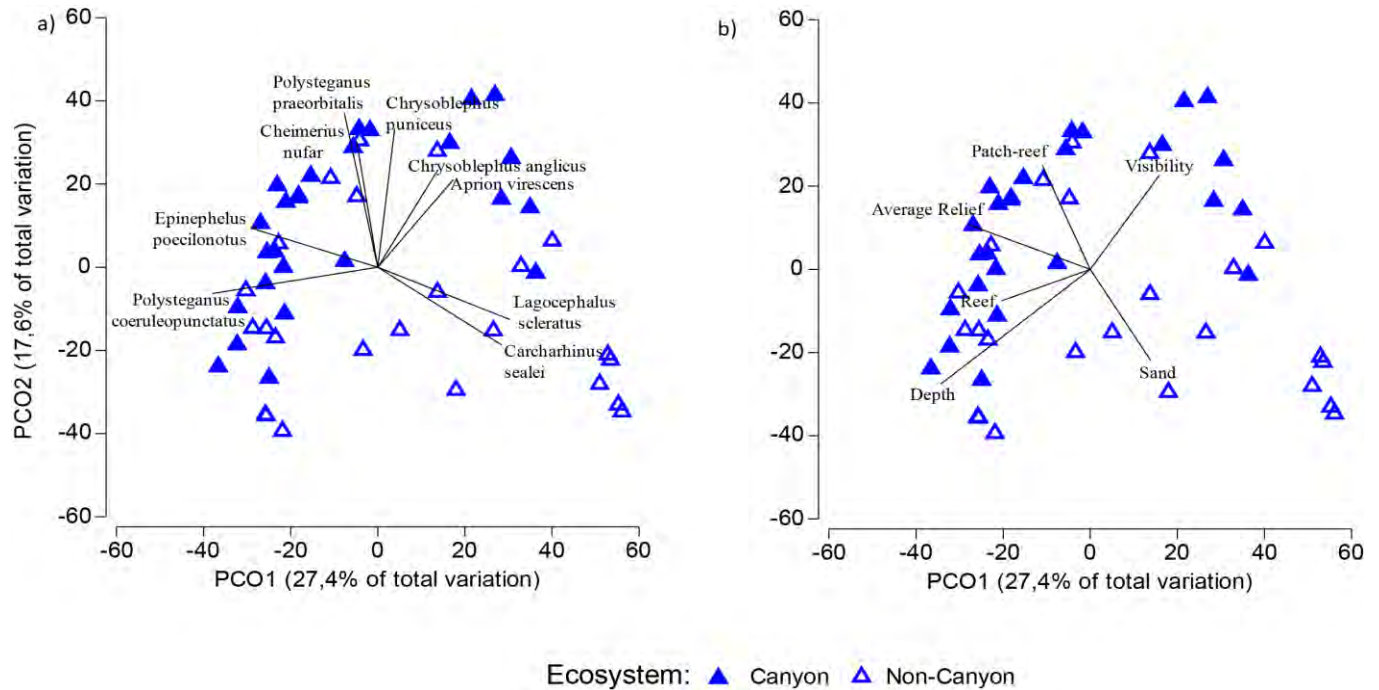 a)
60
40
20
0
-20
-40
-60
PCO2 (17,6% of total variation)
-60 -40 -20 0 20 40 60
PCO1 (27,4% of total variation)
Polysteganus
praeorbitalis
Chrysoblephus
puniceus
Cheimerius
nufar
Chrysoblephus anglicus
Aprion virescens
Epinephelus
poecilonotus
Polysteganus
coeruleopunctatus
Lagocephalus
scleratus
Carcharhinus
sealei
b)
60
40
20
0
-20
-40
-60
-60 -40 -20 0 20 40 60
PCO1 (27,4% of total variation)
Patch-reef
Visibility
Average Relief
Reef
Depth
Sand
Ecosystem: Canyon Non-Canyon